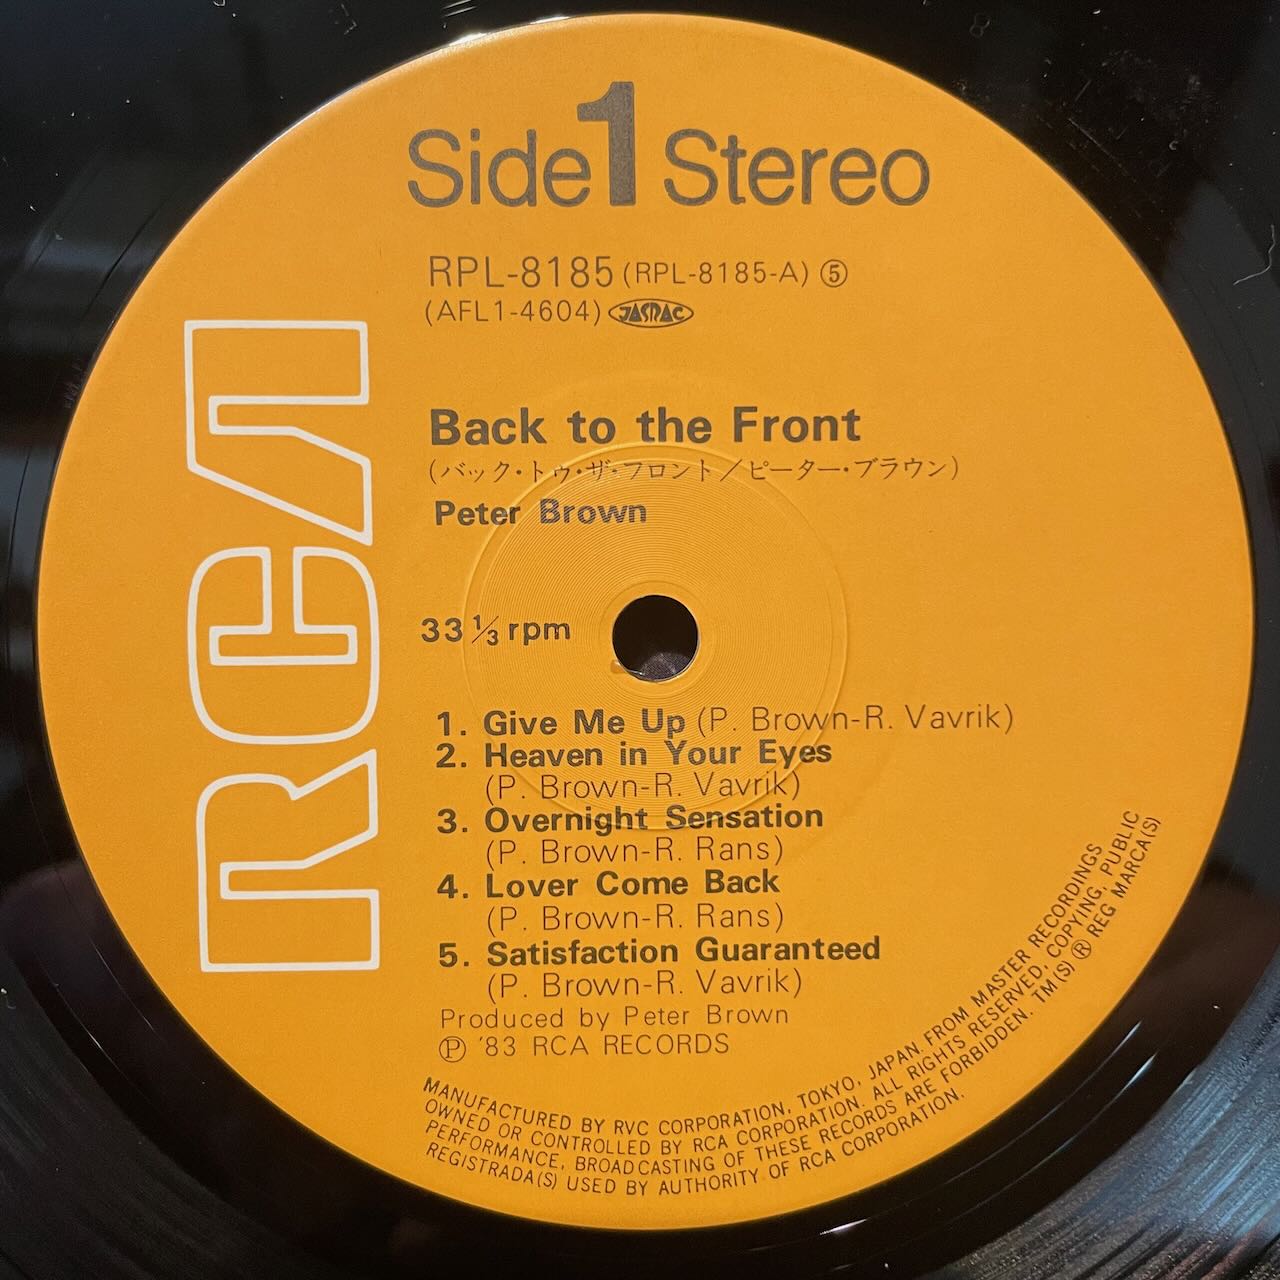 Side 1 Stereo
RPL-8185 (RPL-8185-A) ⑤
(AFL1-4604) JASRAC
Back to the Front
(バック・トゥ・ザ・フロント/ピーター・ブラウン)
Peter Brown
33 1/3 rpm
RCA
1. Give Me Up (P. Brown-R. Vavrik)
2. Heaven in Your Eyes
(P. Brown-R. Vavrik)
3. Overnight Sensation
(P. Brown-R. Rans)
4. Lover Come Back
(P. Brown-R. Rans)
5. Satisfaction Guaranteed
(P. Brown-R. Vavrik)
Produced by Peter Brown
℗ '83 RCA RECORDS
MANUFACTURED BY RVC CORPORATION, TOKYO, JAPAN. FROM MASTER RECORDINGS
OWNED OR CONTROLLED BY RCA CORPORATION. ALL RIGHTS RESERVED, COPYING, PUBLIC
PERFORMANCE, BROADCASTING OF THESE RECORDS ARE FORBIDDEN. TM(S) ® REG MARCA(S)
REGISTRADA(S) USED BY AUTHORITY OF RCA CORPORATION.